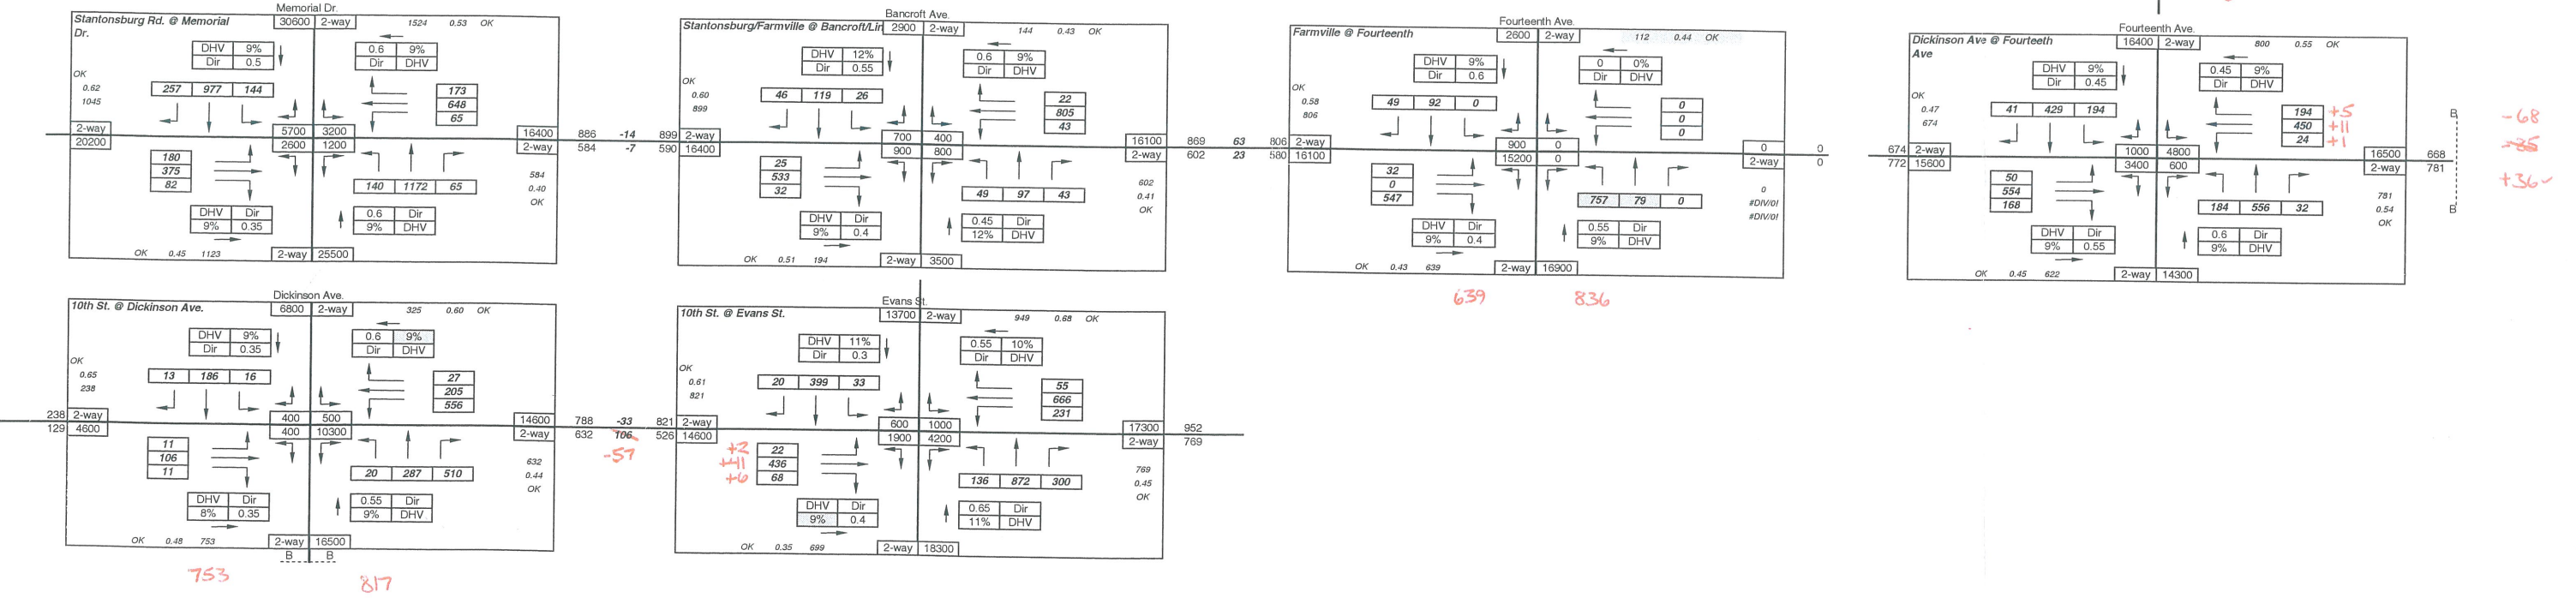 Memorial Dr.
Stantonsburg Rd. @ Memorial Dr.
30600 2-way
1524 0.53 OK
DHV 9%
Dir 0.5
0.6 9%
Dir DHV
OK
0.62
1045
257 977 144
173
648
65
2-way
20200
5700 3200
2600 1200
16400
2-way
180
375
82
140 1172 65
584
0.40
OK
DHV Dir
9% 0.35
0.6 Dir
9% DHV
OK 0.45 1123
2-way 25500
886 -14 899
584 -7 590
Bancroft Ave.
Stantonsburg/Farmville @ Bancroft/Lin
2900 2-way
144 0.43 OK
DHV 12%
Dir 0.55
0.6 9%
Dir DHV
OK
0.60
899
46 119 26
22
805
43
2-way
16400
700 400
900 800
16100
2-way
25
533
32
49 97 43
602
0.41
OK
DHV Dir
9% 0.4
0.45 Dir
12% DHV
OK 0.51 194
2-way 3500
869 63 806
602 23 580
Fourteenth Ave.
Farmville @ Fourteenth
2600 2-way
112 0.44 OK
DHV 9%
Dir 0.6
0 0%
Dir DHV
OK
0.58
806
49 92 0
0
0
0
2-way
16100
900 0
15200 0
0
2-way
0
0
32
0
547
757 79 0
0
#DIV/0!
#DIV/0!
DHV Dir
9% 0.4
0.55 Dir
9% DHV
OK 0.43 639
2-way 16900
639 836
Fourteenth Ave.
Dickinson Ave @ Fourteeth Ave
16400 2-way
800 0.55 OK
DHV 9%
Dir 0.45
0.45 9%
Dir DHV
OK
0.47
674
41 429 194
194 +5
450 +11
24 +1
674 2-way
772 15600
1000 4800
3400 600
16500 668
2-way 781
50
554
168
184 556 32
781
0.54
OK
DHV Dir
9% 0.55
0.6 Dir
9% DHV
OK 0.45 622
2-way 14300
B
B
-68
-35
+36
Dickinson Ave.
10th St. @ Dickinson Ave.
6800 2-way
325 0.60 OK
DHV 9%
Dir 0.35
0.6 9%
Dir DHV
OK
0.65
238
13 186 16
27
205
556
238 2-way
129 4600
400 500
400 10300
14600
2-way
11
106
11
20 287 510
632
0.44
OK
DHV Dir
8% 0.35
0.55 Dir
9% DHV
OK 0.48 753
2-way 16500
B B
753 817
788 -33 821
632 106 526
-57
Evans St.
10th St. @ Evans St.
13700 2-way
949 0.68 OK
DHV 11%
Dir 0.3
0.55 10%
Dir DHV
OK
0.61
821
20 399 33
55
666
231
2-way
14600
600 1000
1900 4200
17300 952
2-way 769
+2 22
+11 436
+6 68
136 872 300
769
0.45
OK
DHV Dir
9% 0.4
0.65 Dir
11% DHV
OK 0.35 699
2-way 18300